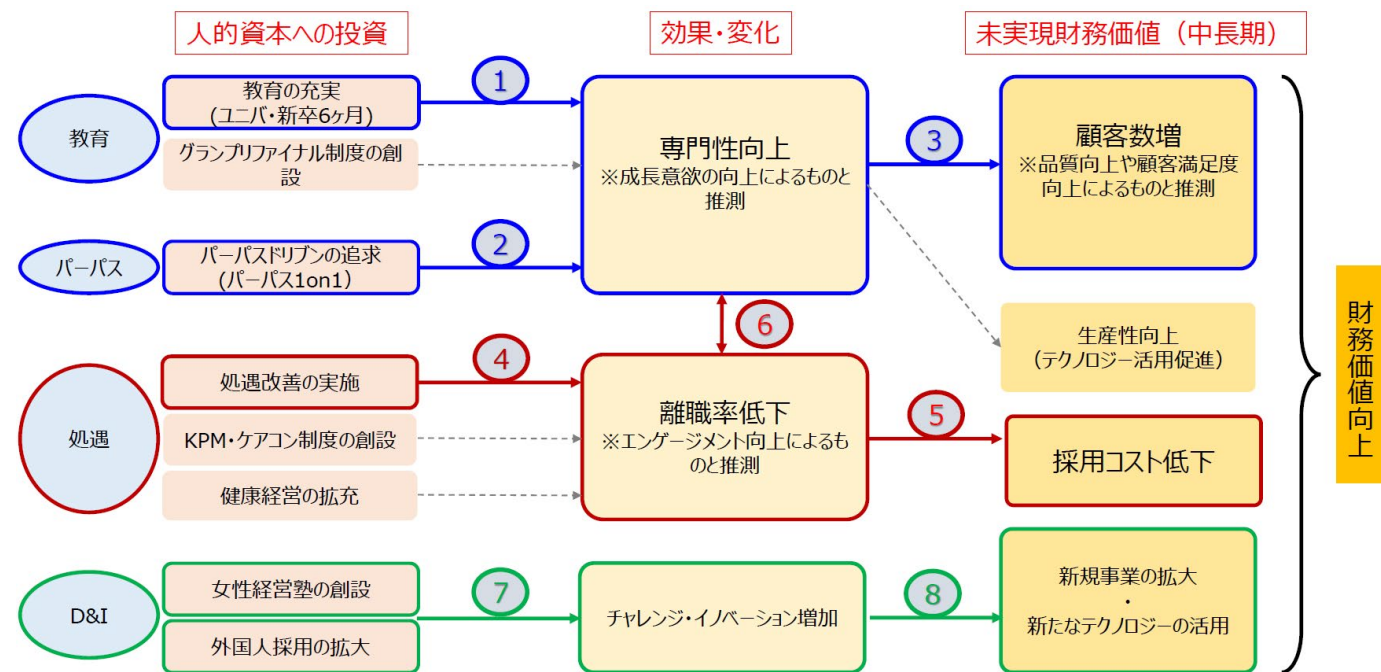 人的資本への投資
効果・変化
未実現財務価値（中長期）
教育
教育の充実
(ユニバ・新卒6ヶ月)
1
グランプリファイナル制度の創
設
専門性向上
※成長意欲の向上によるものと
推測
3
顧客数増
※品質向上や顧客満足度
向上によるものと推測
パーパス
パーパスドリブンの追求
(パーパス1on1)
2
6
生産性向上
(テクノロジー活用促進)
処遇
処遇改善の実施
4
KPM・ケアコン制度の創設
健康経営の拡充
離職率低下
※エンゲージメント向上によるも
のと推測
5
採用コスト低下
D&I
女性経営塾の創設
外国人採用の拡大
7
チャレンジ・イノベーション増加
8
新規事業の拡大
・
新たなテクノロジーの活用
財務価値向上